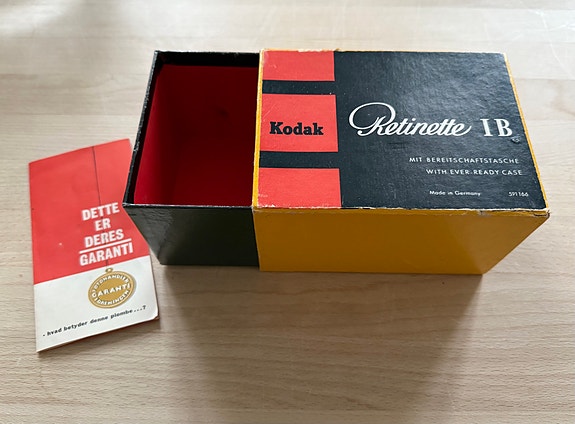 Kodak
Retinette IB
MIT BEREITSCHAFTSTASCHE
WITH EVER-READY CASE
Made in Germany
591166
DETTE
ER
DERES
GARANTI
GARANTI
- hvad betyder denne plombe...?